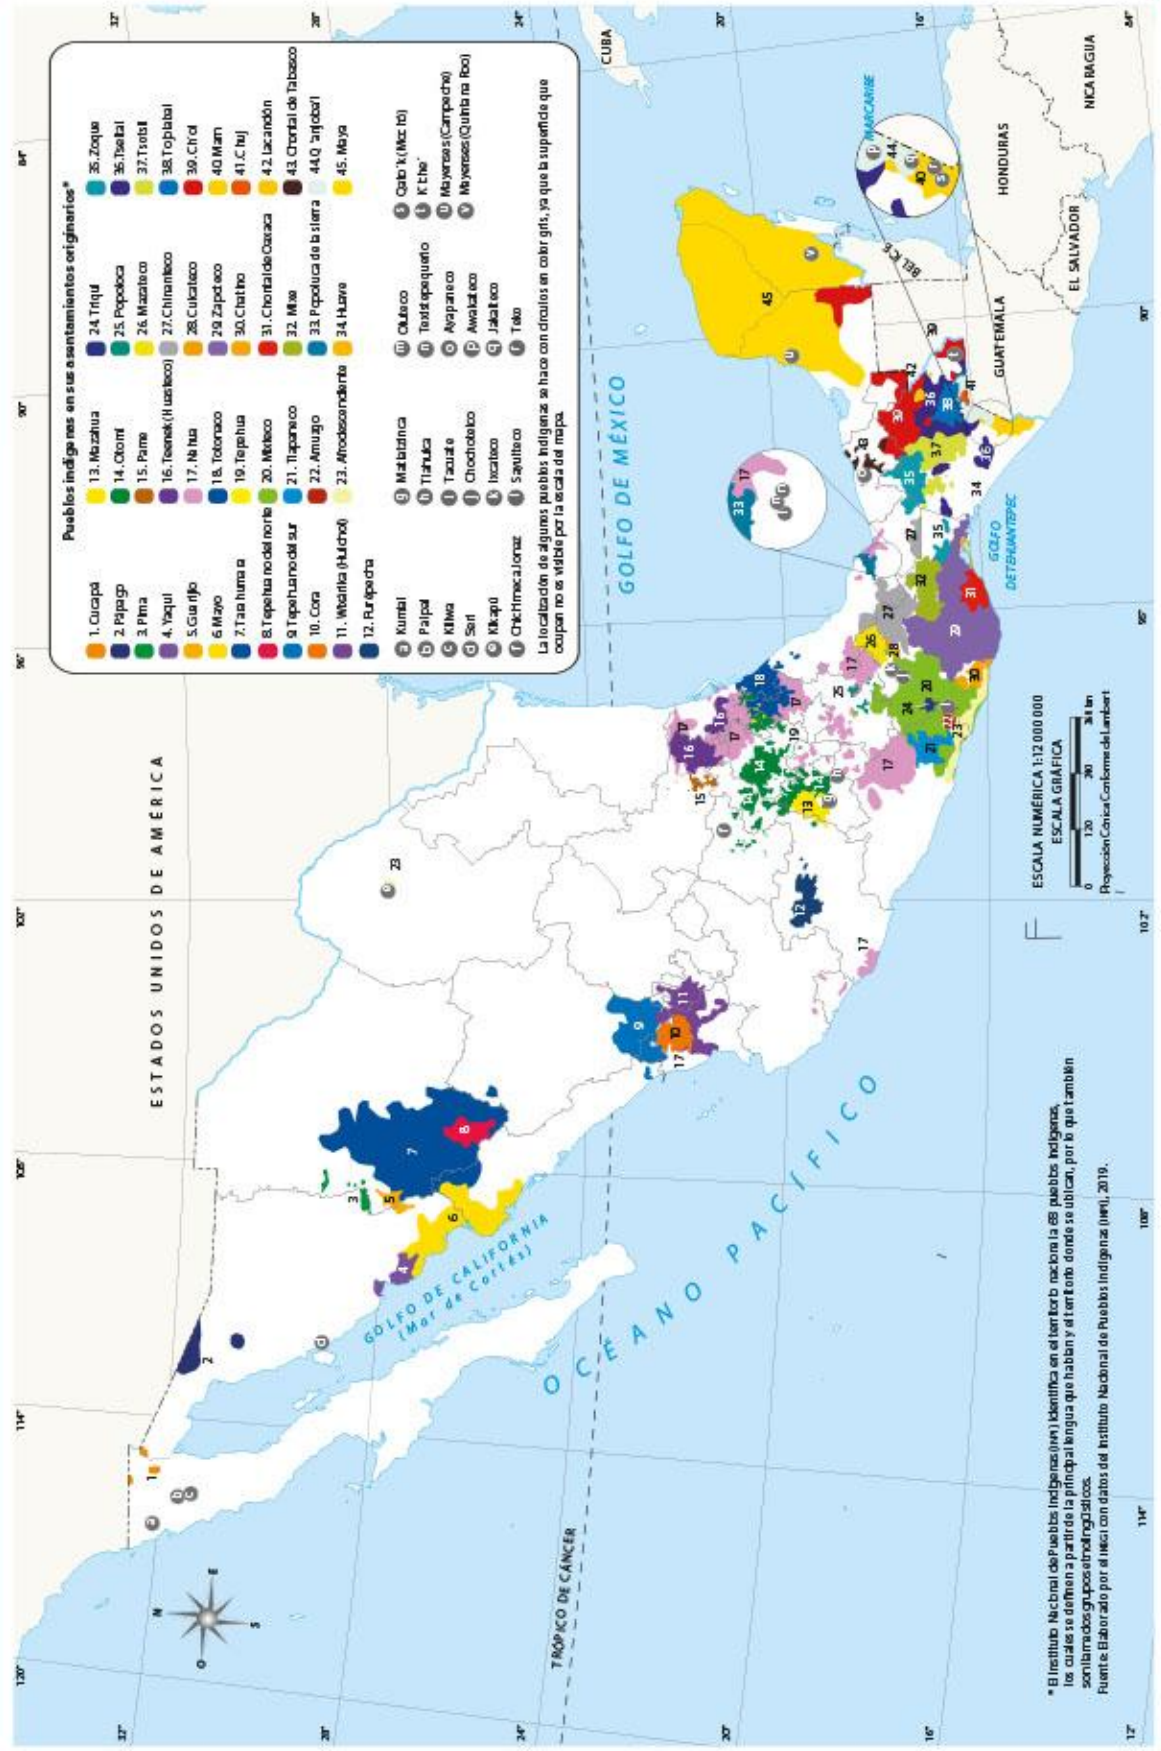 Pueblos indígenas en sus asentamientos originarios*
1. Cucapá
2. Pápago
3. Pima
4. Yaqui
5. Guarijío
6. Mayo
7. Tarahumara
8. Tepehuano del norte
9. Tepehuano del sur
10. Cora
11. Wixárika (Huichol)
12. Purépecha
13. Mazahua
14. Otomí
15. Pame
16. Teenek (Huasteco)
17. Nahua
18. Totonaco
19. Tepehua
20. Mixteco
21. Tlapaneco
22. Amuzgo
23. Afrodescendiente
24. Triqui
25. Popoloca
26. Mazateco
27. Chinanteco
28. Cuicateco
29. Zapoteco
30. Chatino
31. Chontal de Oaxaca
32. Mixe
33. Popoluca de la sierra
34. Huave
35. Zoque
36. Tseltal
37. Tsotsil
38. Tojolabal
39. Ch'ol
40. Mam
41. Chuj
42. Lacandón
43. Chontal de Tabasco
44. Q'anjoba'l
45. Maya
a Kumiai
b Paipai
c Kiliwa
d Seri
e Kikapú
f Chichimeca Jonaz
g Matlatzinca
h Tlahuica
i Tacuate
j Chocholteco
k Ixcateco
l Sayulteco
m Oluteco
n Texistepequeño
o Ayapaneco
p Awakateco
q Jakalteco
r Teko
s Qato'k (Mochó)
t K'iche'
u Mayenses (Campeche)
v Mayenses (Quintana Roo)
La localización de algunos pueblos indígenas se hace con círculos en color gris, ya que la superficie que
ocupan no es visible por la escala del mapa.
ESTADOS UNIDOS DE AMÉRICA
GOLFO DE MÉXICO
CUBA
MAR CARIBE
BELICE
GUATEMALA
HONDURAS
EL SALVADOR
NICARAGUA
GOLFO
DE TEHUANTEPEC
GOLFO DE CALIFORNIA
(Mar de Cortés)
OCÉANO PACÍFICO
TRÓPICO DE CÁNCER
N
E
S
O
ESCALA NUMÉRICA 1:12 000 000
ESCALA GRÁFICA
0 120 240 360 km
Proyección Cónica Conforme de Lambert
* El Instituto Nacional de Pueblos Indígenas (INPI) identifica en el territorio nacional a 68 pueblos indígenas,
los cuales se definen a partir de la principal lengua que hablan y el territorio donde se ubican, por lo que también
son llamados grupos etnolingüísticos.
Fuente: Elaborado por el INEGI con datos del Instituto Nacional de Pueblos Indígenas (INPI), 2019.